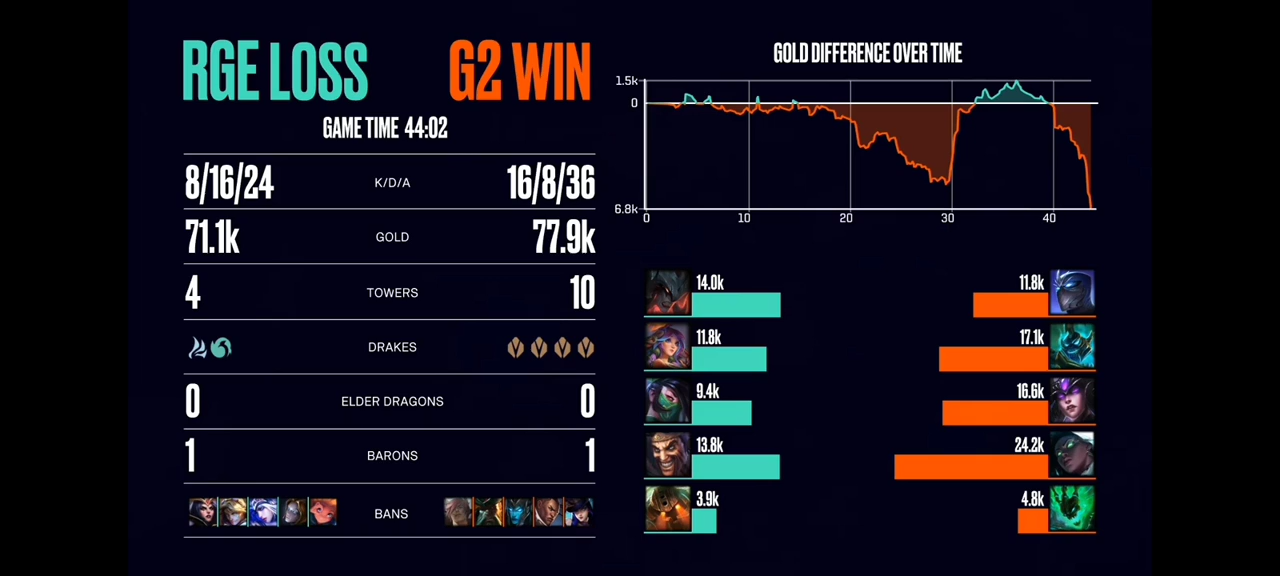 RGE LOSS
G2 WIN
GAME TIME 44:02
8/16/24 K/D/A 16/8/36
71.1k GOLD 77.9k
4 TOWERS 10
DRAKES
0 ELDER DRAGONS 0
1 BARONS 1
BANS
GOLD DIFFERENCE OVER TIME
1.5k
0
6.8k
0 10 20 30 40
14.0k 11.8k
11.8k 17.1k
9.4k 16.6k
13.8k 24.2k
3.9k 4.8k